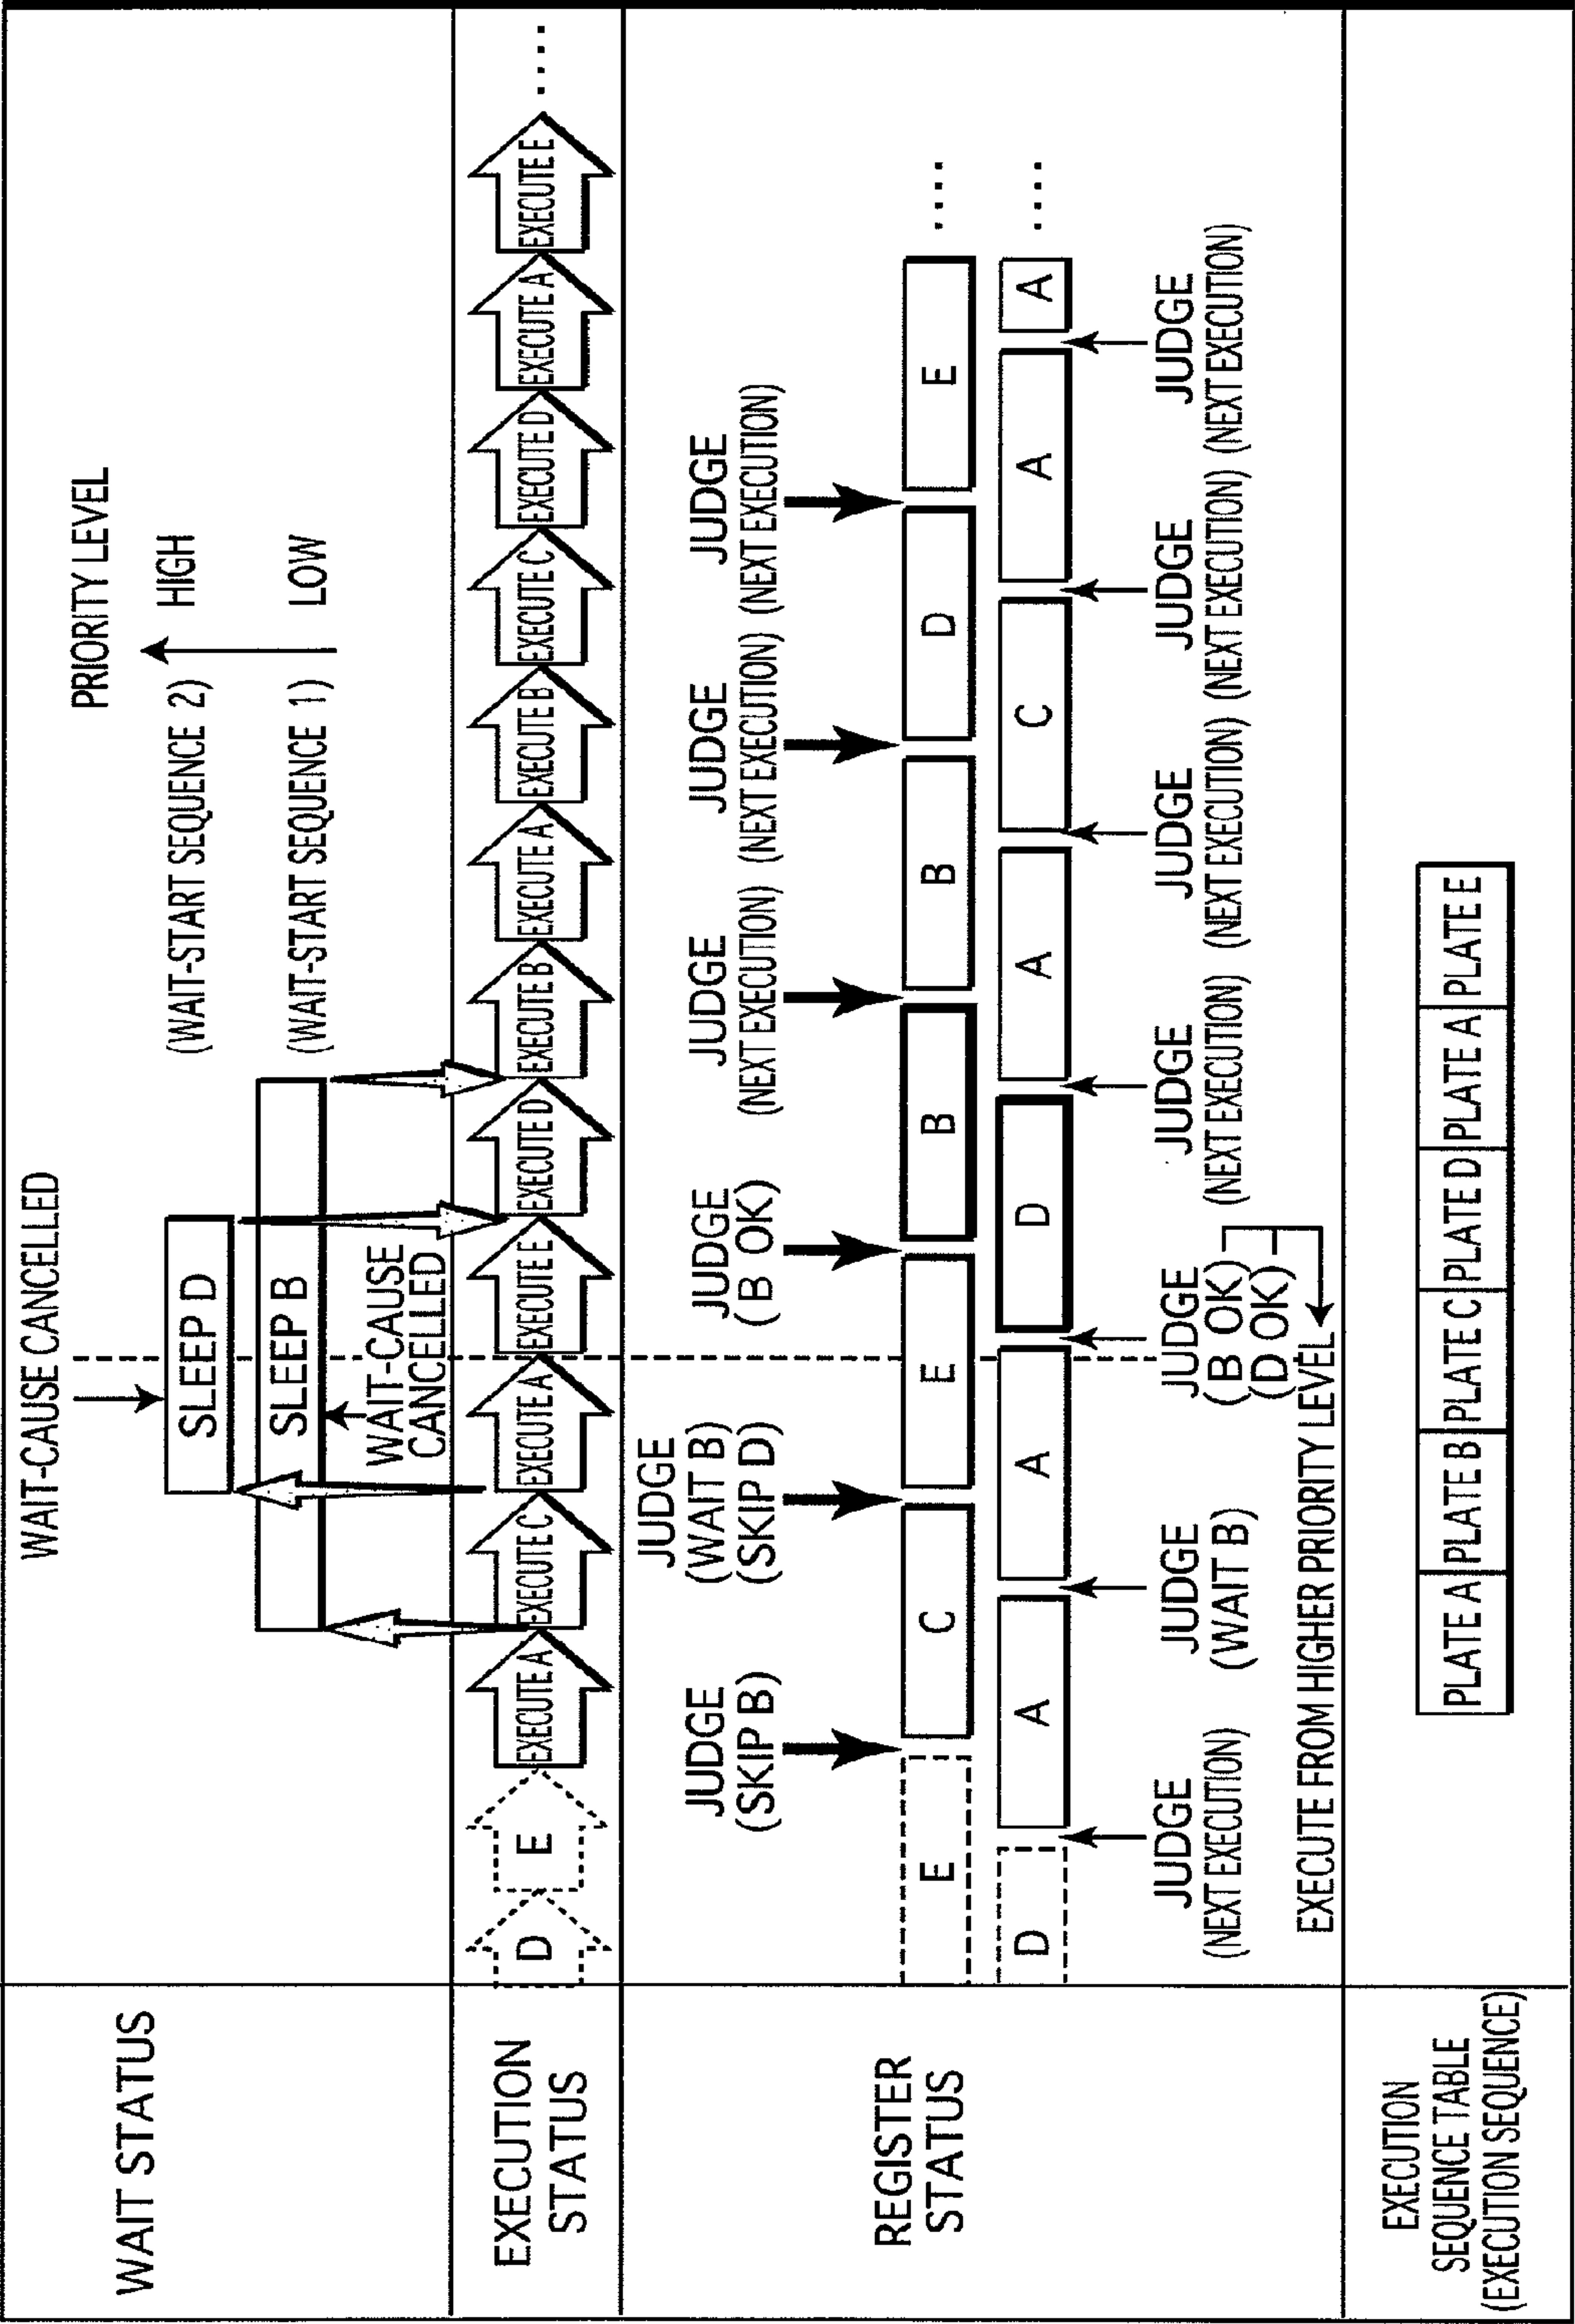 WAIT STATUS
WAIT-CAUSE CANCELLED
SLEEP D
SLEEP B
WAIT-CAUSE
CANCELLED
PRIORITY LEVEL
(WAIT-START SEQUENCE 2)
HIGH
(WAIT-START SEQUENCE 1)
LOW
EXECUTION
STATUS
D
E
EXECUTE A
EXECUTE C
EXECUTE A
EXECUTE E
EXECUTE D
EXECUTE B
EXECUTE A
EXECUTE B
EXECUTE C
EXECUTE D
EXECUTE A
EXECUTE E
....
REGISTER
STATUS
JUDGE
(SKIP B)
JUDGE
(WAIT B)
(SKIP D)
JUDGE
(B OK)
JUDGE
(NEXT EXECUTION)
JUDGE
(NEXT EXECUTION)
JUDGE
(NEXT EXECUTION)
E
C
E
B
B
D
E
....
D
A
A
D
A
C
A
A
....
JUDGE
(NEXT EXECUTION)
JUDGE
(WAIT B)
JUDGE
(B OK)
(D OK)
JUDGE
(NEXT EXECUTION)
JUDGE
(NEXT EXECUTION)
JUDGE
(NEXT EXECUTION)
JUDGE
(NEXT EXECUTION)
EXECUTE FROM HIGHER PRIORITY LEVEL
EXECUTION
SEQUENCE TABLE
(EXECUTION SEQUENCE)
PLATE A
PLATE B
PLATE C
PLATE D
PLATE A
PLATE E